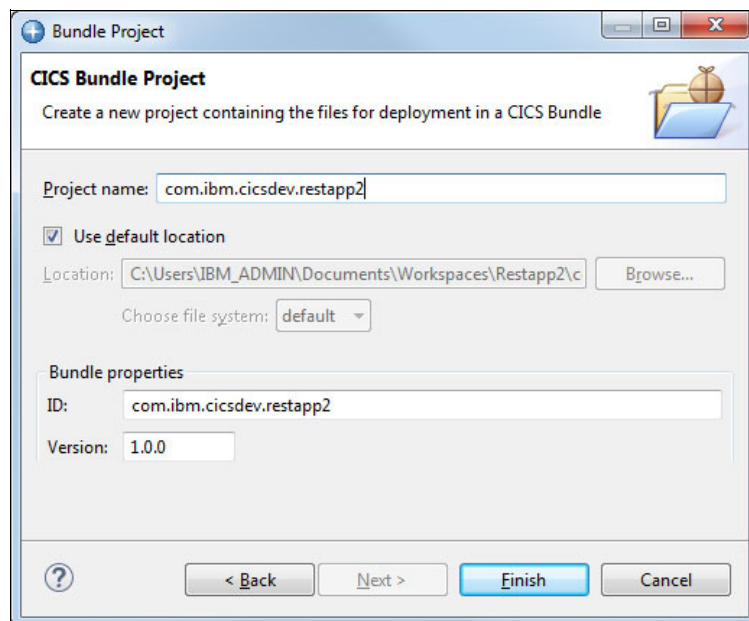 Bundle Project
CICS Bundle Project
Create a new project containing the files for deployment in a CICS Bundle
Project name: com.ibm.cicsdev.restapp2
Use default location
Location: C:\Users\IBM_ADMIN\Documents\Workspaces\Restapp2\c Browse...
Choose file system: default
Bundle properties
ID: com.ibm.cicsdev.restapp2
Version: 1.0.0
? < Back Next > Finish Cancel